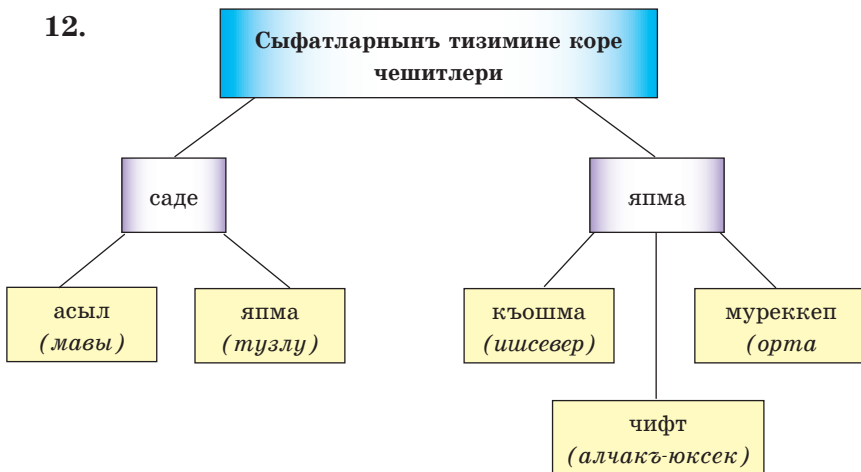 12.
Сыфатларнынъ тизимине коре
чешитлери
саде
япма
асыл
(мавы)
япма
(тузлу)
къошма
(ишсевер)
муреккеп
(орта
чифт
(алчакъ-юксек)